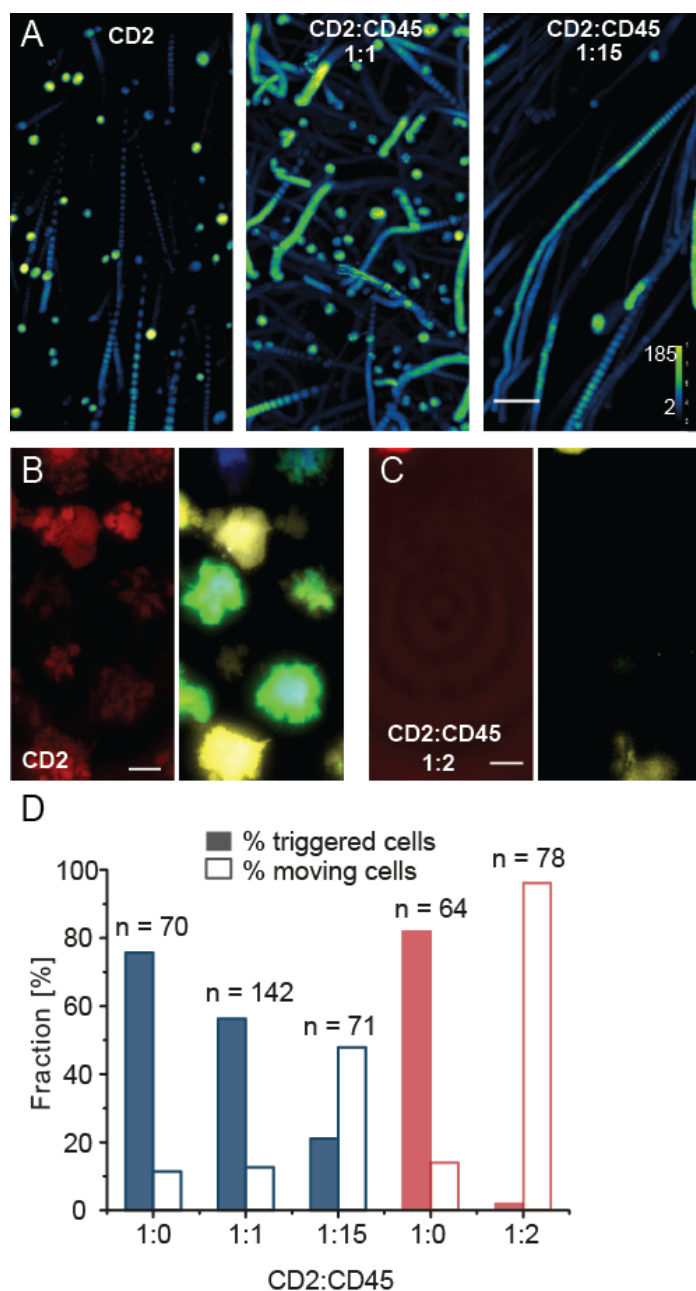 A
CD2
CD2:CD45
1:1
CD2:CD45
1:15
185
2
B
CD2
C
CD2:CD45
1:2
D
% triggered cells
% moving cells
n = 70
n = 142
n = 71
n = 64
n = 78
100
80
60
40
20
0
Fraction [%]
1:0
1:1
1:15
1:0
1:2
CD2:CD45